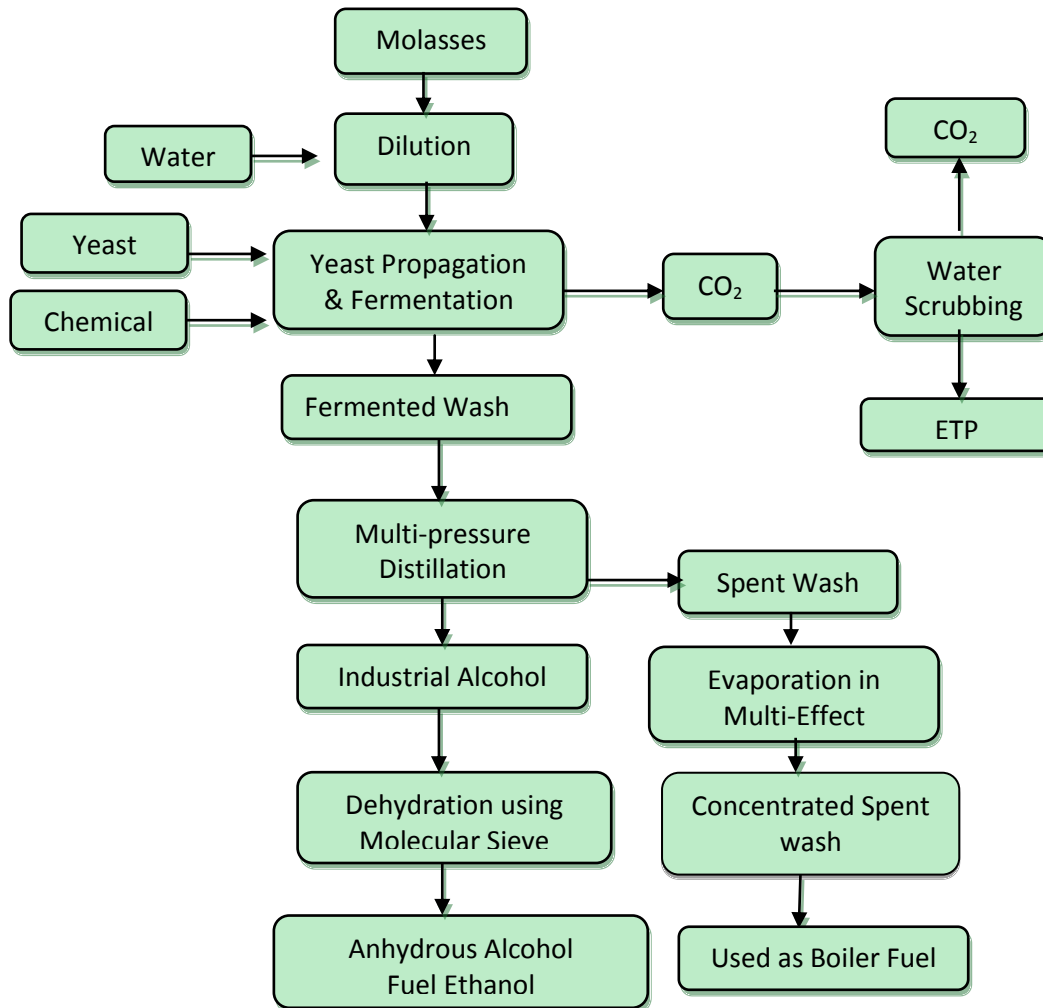 Molasses
CO₂
Water
Dilution
Yeast
Yeast Propagation
& Fermentation
CO₂
Water
Scrubbing
Chemical
Fermented Wash
ETP
Multi-pressure
Distillation
Spent Wash
Industrial Alcohol
Evaporation in
Multi-Effect
Dehydration using
Molecular Sieve
Concentrated Spent
wash
Anhydrous Alcohol
Fuel Ethanol
Used as Boiler Fuel